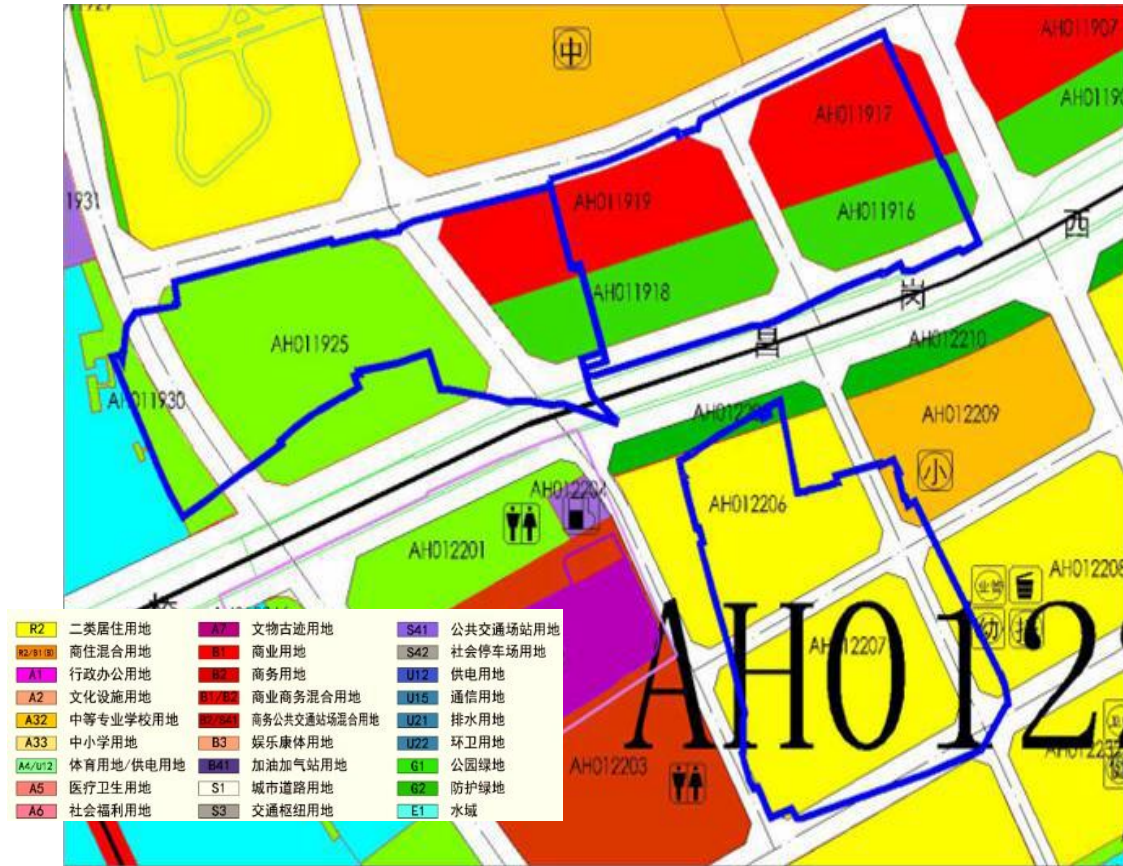 中
AH011907
AH011917
1931
AH011919
AH011916
西
AH011918
岗
昌
AH011925
AH012210
AH011930
AH012209
小
AH012204
AH012206
AH012201
AH012208
业管
幼
AH012207
AH0122
AH012203
R2 二类居住用地
R2/B1(B) 商住混合用地
A1 行政办公用地
A2 文化设施用地
A32 中等专业学校用地
A33 中小学用地
A4/U12 体育用地/供电用地
A5 医疗卫生用地
A6 社会福利用地
A7 文物古迹用地
B1 商业用地
B2 商务用地
B1/B2 商业商务混合用地
B2/S41 商务公共交通站场混合用地
B3 娱乐康体用地
B41 加油加气站用地
S1 城市道路用地
S3 交通枢纽用地
S41 公共交通场站用地
S42 社会停车场用地
U12 供电用地
U15 通信用地
U21 排水用地
U22 环卫用地
G1 公园绿地
G2 防护绿地
E1 水域